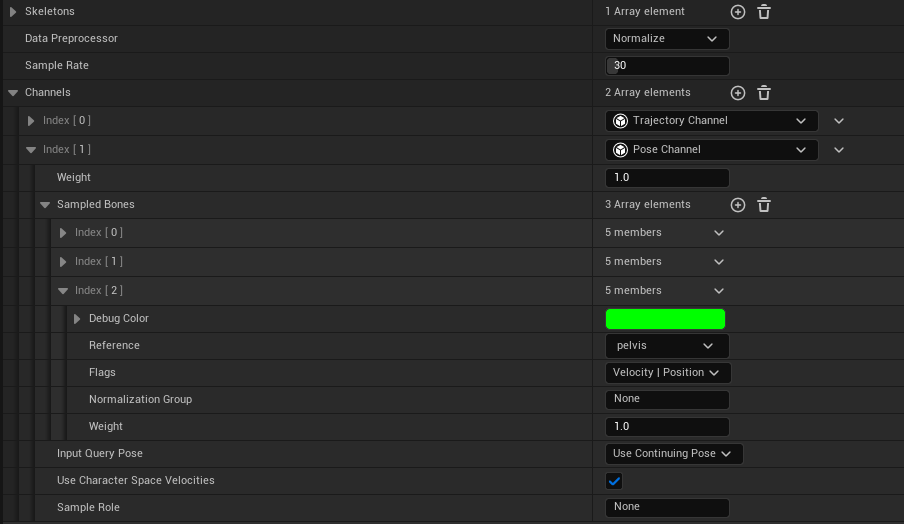 Skeletons 1 Array element
Data Preprocessor Normalize
Sample Rate 30
Channels 2 Array elements
Index [ 0 ] Trajectory Channel
Index [ 1 ] Pose Channel
Weight 1.0
Sampled Bones 3 Array elements
Index [ 0 ] 5 members
Index [ 1 ] 5 members
Index [ 2 ] 5 members
Debug Color
Reference pelvis
Flags Velocity | Position
Normalization Group None
Weight 1.0
Input Query Pose Use Continuing Pose
Use Character Space Velocities
Sample Role None